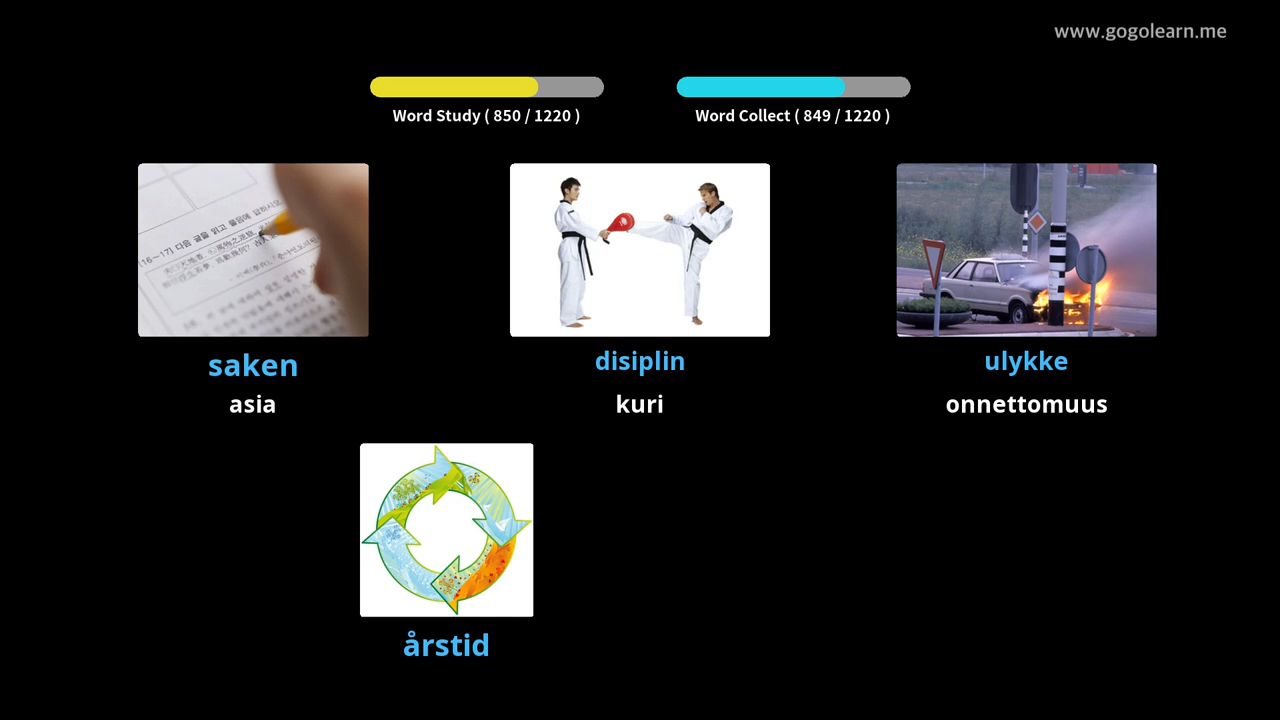 www.gogolearn.me
Word Study ( 850 / 1220 )
Word Collect ( 849 / 1220 )
saken
disiplin
ulykke
asia
kuri
onnettomuus
årstid